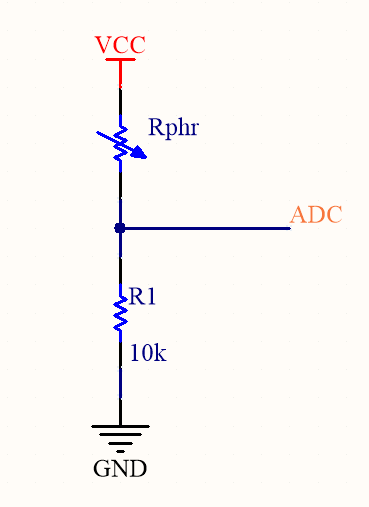 VCC
Rphr
ADC
R1
10k
GND